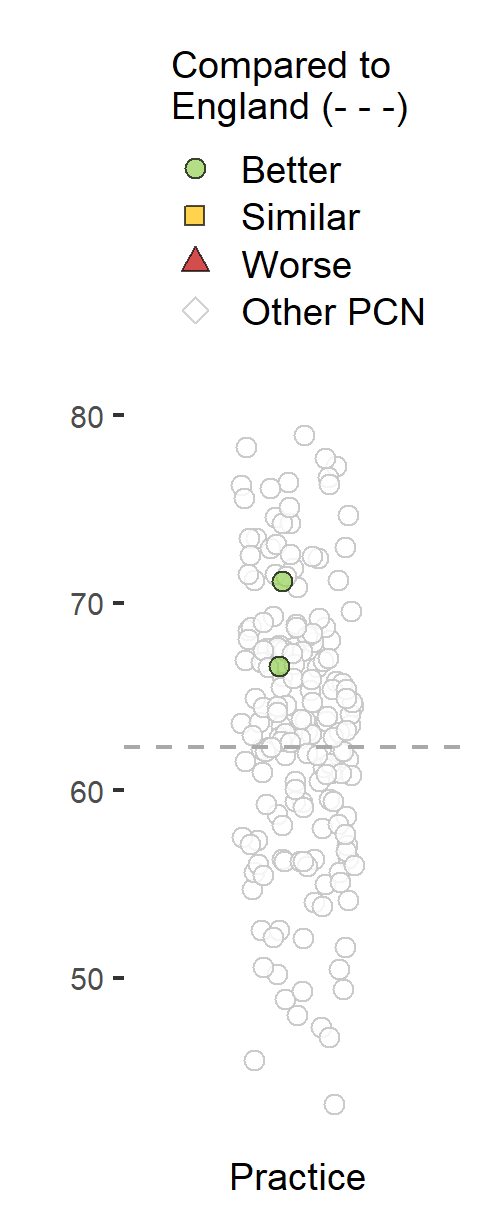 Compared to
England (- - -)
Better
Similar
Worse
Other PCN
80
70
60
50
Practice